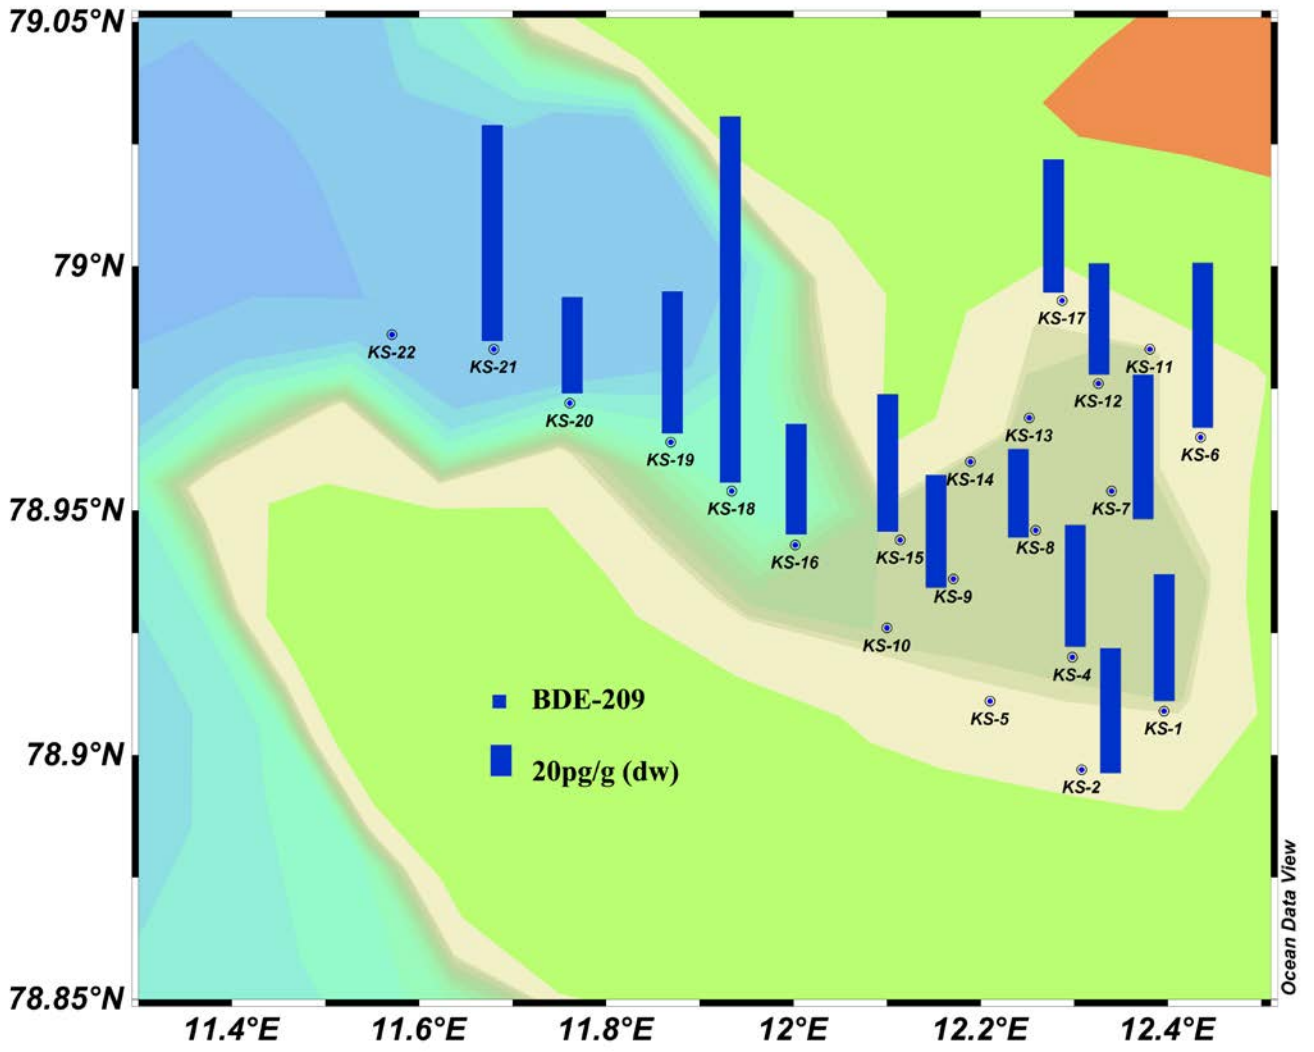 79.05°N
79°N
78.95°N
78.9°N
78.85°N
KS-17
KS-22
KS-21
KS-11
KS-12
KS-20
KS-13
KS-19
KS-6
KS-14
KS-18
KS-7
KS-15
KS-8
KS-16
KS-9
KS-10
KS-4
KS-5
KS-1
KS-2
BDE-209
20pg/g (dw)
Ocean Data View
11.4°E 11.6°E 11.8°E 12°E 12.2°E 12.4°E